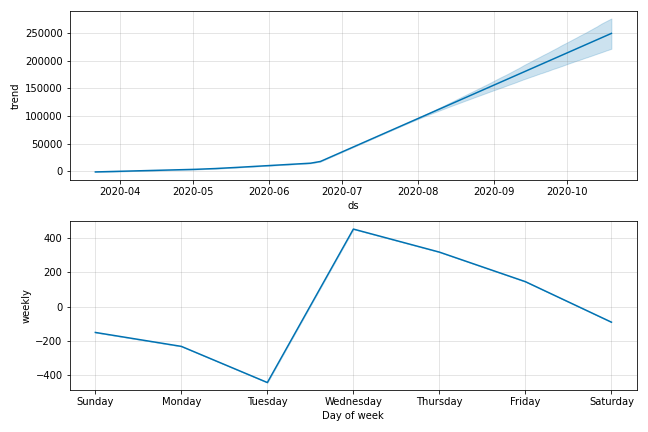 250000
200000
150000
100000
50000
0
trend
2020-04 2020-05 2020-06 2020-07 2020-08 2020-09 2020-10
ds
400
200
0
−200
−400
weekly
Sunday Monday Tuesday Wednesday Thursday Friday Saturday
Day of week